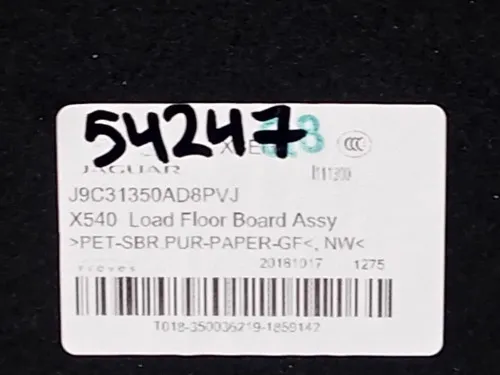 54247
JAGUAR
J9C31350AD8PVJ
X540 Load Floor Board Assy
>PET-SBR.PUR-PAPER-GF<, NW<
Treves 20181017 1275
T018-350036219-1859142